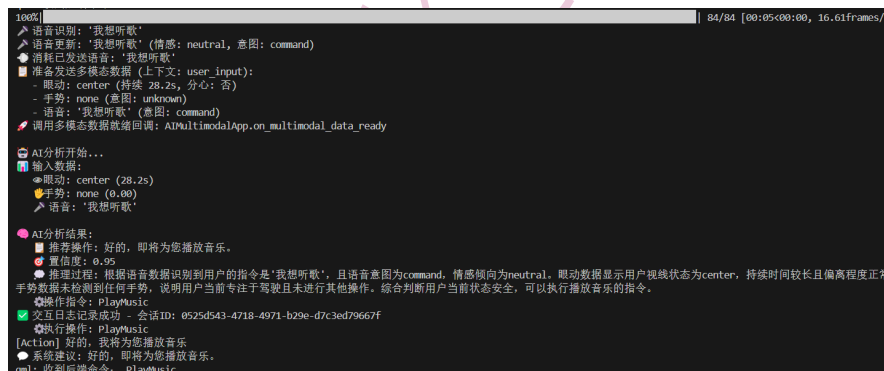 100%| | 84/84 [00:05<00:00, 16.61frames/
语音识别: '我想听歌'
语音更新: '我想听歌' (情感: neutral, 意图: command)
消耗已发送语音: '我想听歌'
准备发送多模态数据 (上下文: user_input):
- 眼动: center (持续 28.2s, 分心: 否)
- 手势: none (意图: unknown)
- 语音: '我想听歌' (意图: command)
调用多模态数据就绪回调: AIMultimodalApp.on_multimodal_data_ready
AI分析开始...
输入数据:
眼动: center (28.2s)
手势: none (0.00)
语音: '我想听歌'
AI分析结果:
推荐操作: 好的，即将为您播放音乐。
置信度: 0.95
推理过程: 根据语音数据识别到用户的指令是'我想听歌'，且语音意图为command，情感倾向为neutral。眼动数据显示用户视线状态为center，持续时间较长且偏离程度正常
手势数据未检测到任何手势，说明用户当前专注于驾驶且未进行其他操作。综合判断用户当前状态安全，可以执行播放音乐的指令。
操作指令: PlayMusic
交互日志记录成功 - 会话ID: 0525d543-4718-4971-b29e-d7c3ed79667f
执行操作: PlayMusic
[Action] 好的，我将为您播放音乐
系统建议: 好的，即将为您播放音乐。
qml: 收到后端命令: PlayMusic